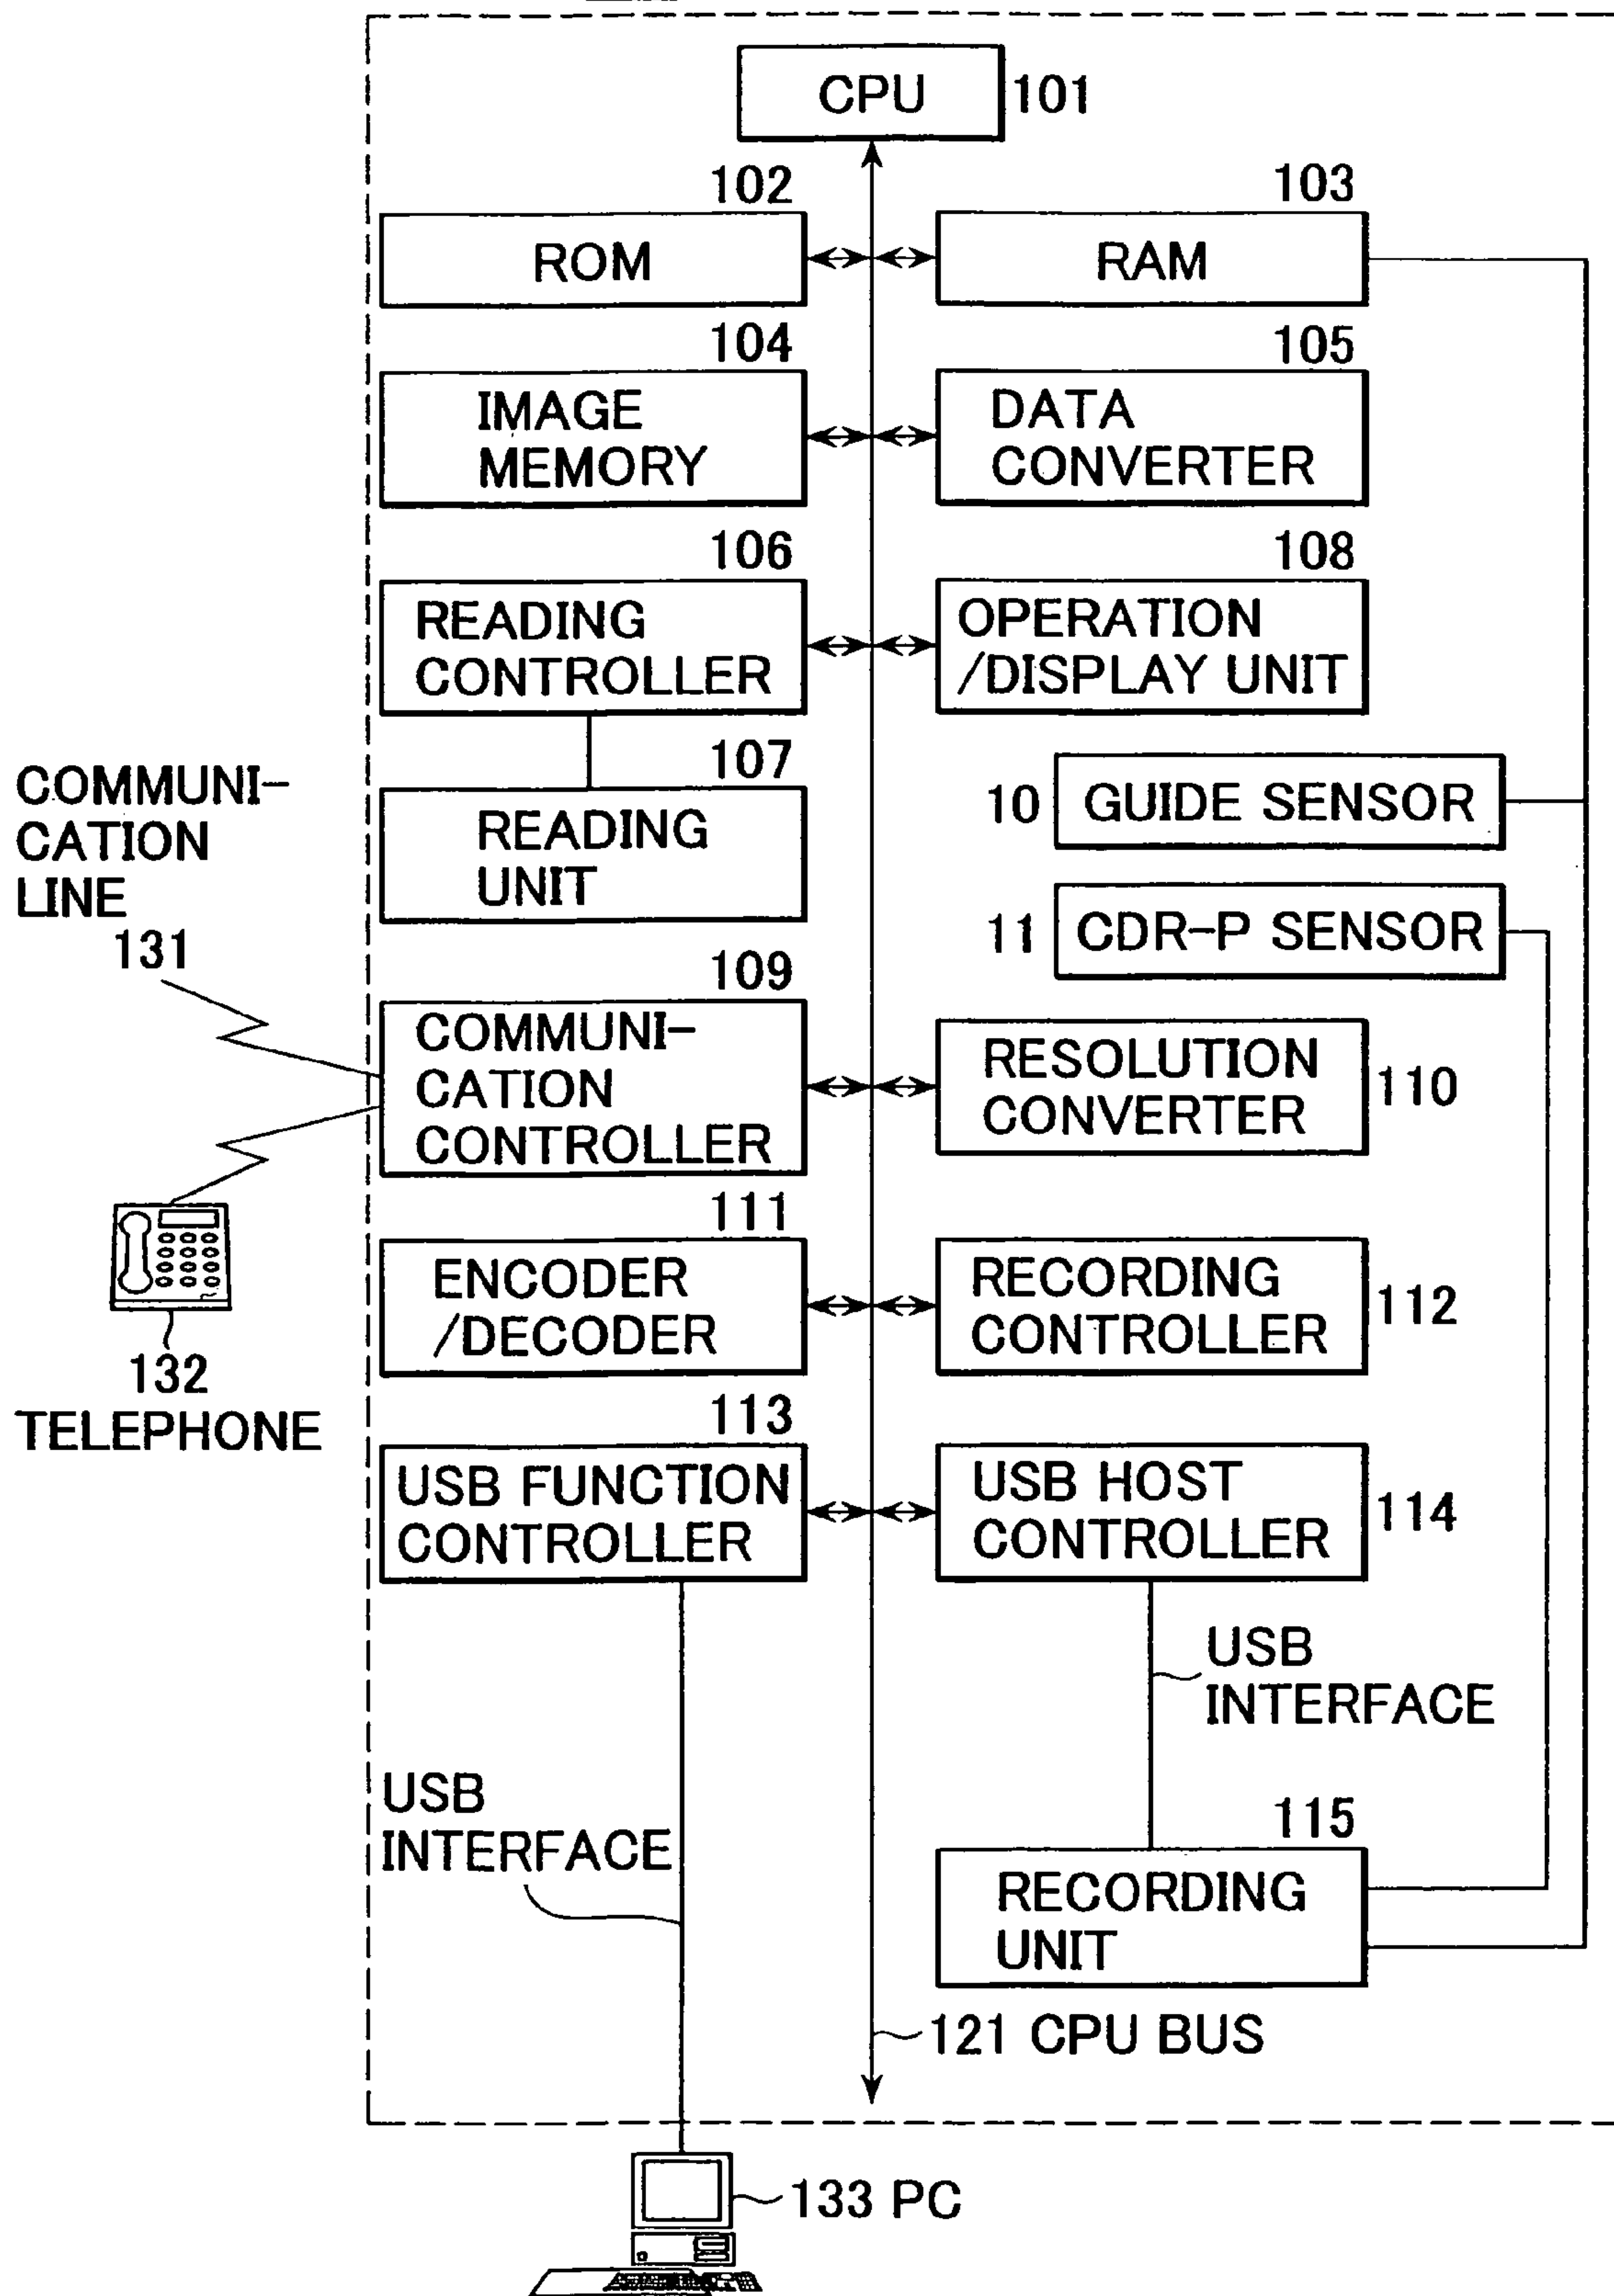 CPU
101
102
ROM
103
RAM
104
IMAGE
MEMORY
105
DATA
CONVERTER
106
READING
CONTROLLER
108
OPERATION
/DISPLAY UNIT
107
READING
UNIT
10
GUIDE SENSOR
11
CDR-P SENSOR
COMMUNI-
CATION
LINE
131
109
COMMUNI-
CATION
CONTROLLER
RESOLUTION
CONVERTER
110
111
ENCODER
/DECODER
RECORDING
CONTROLLER
112
132
TELEPHONE
113
USB FUNCTION
CONTROLLER
USB HOST
CONTROLLER
114
USB
INTERFACE
USB
INTERFACE
115
RECORDING
UNIT
121 CPU BUS
133 PC